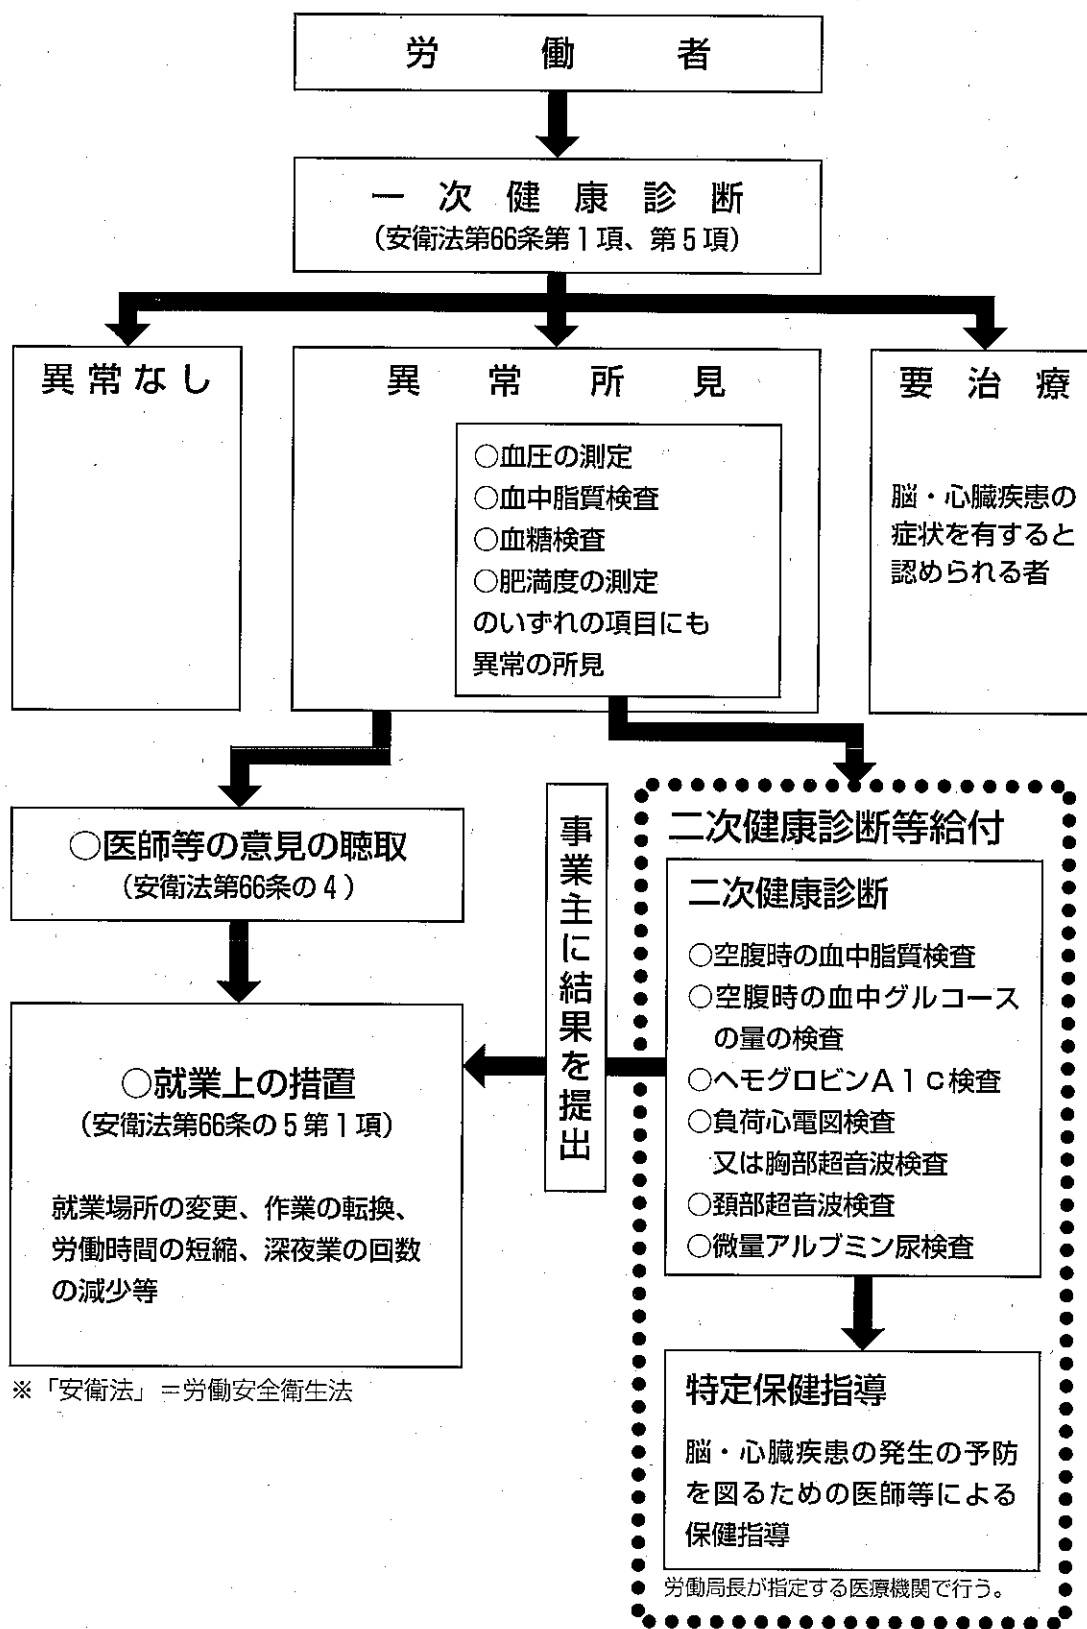 労働者
一次健康診断
（安衛法第66条第1項、第5項）
異常なし
異常所見
○血圧の測定
○血中脂質検査
○血糖検査
○肥満度の測定
のいずれの項目にも
異常の所見
要治療
脳・心臓疾患の
症状を有すると
認められる者
○医師等の意見の聴取
（安衛法第66条の4）
○就業上の措置
（安衛法第66条の5第1項）
就業場所の変更、作業の転換、
労働時間の短縮、深夜業の回数
の減少等
※「安衛法」＝労働安全衛生法
事業主に結果を提出
二次健康診断等給付
二次健康診断
○空腹時の血中脂質検査
○空腹時の血中グルコース
の量の検査
○ヘモグロビンA1c検査
○負荷心電図検査
又は胸部超音波検査
○頸部超音波検査
○微量アルブミン尿検査
特定保健指導
脳・心臓疾患の発生の予防
を図るための医師等による
保健指導
労働局長が指定する医療機関で行う。